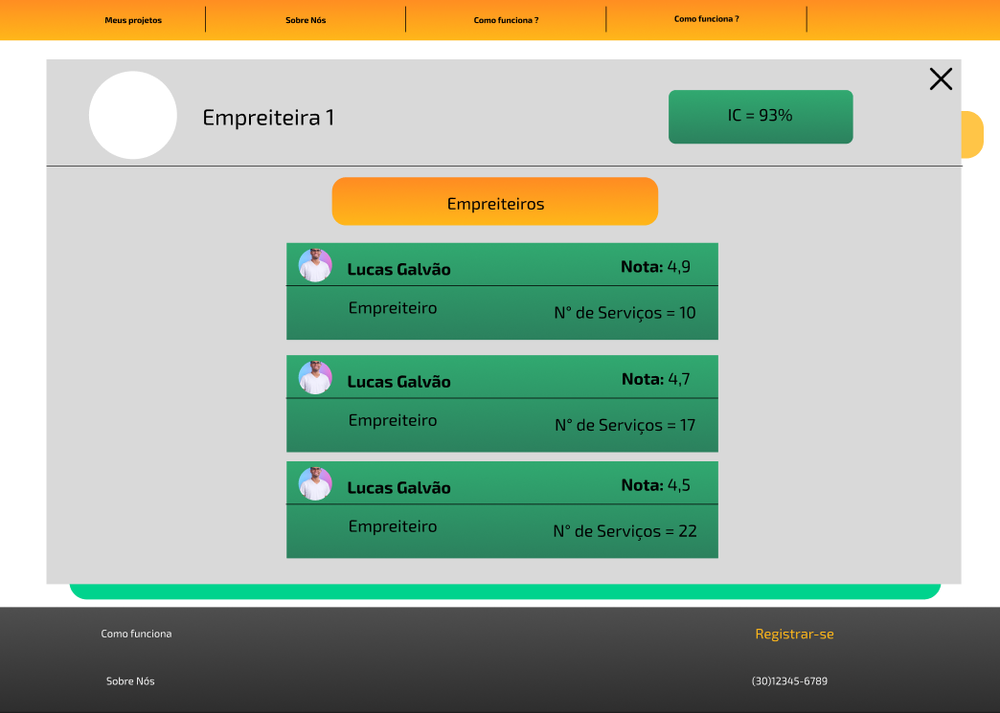 Meus projetos
Sobre Nós
Como funciona ?
Como funciona ?
Empreiteira 1
IC = 93%
Empreiteiros
Lucas Galvão
Nota: 4,9
Empreiteiro
N° de Serviços = 10
Lucas Galvão
Nota: 4,7
Empreiteiro
N° de Serviços = 17
Lucas Galvão
Nota: 4,5
Empreiteiro
N° de Serviços = 22
Como funciona
Registrar-se
Sobre Nós
(30)12345-6789